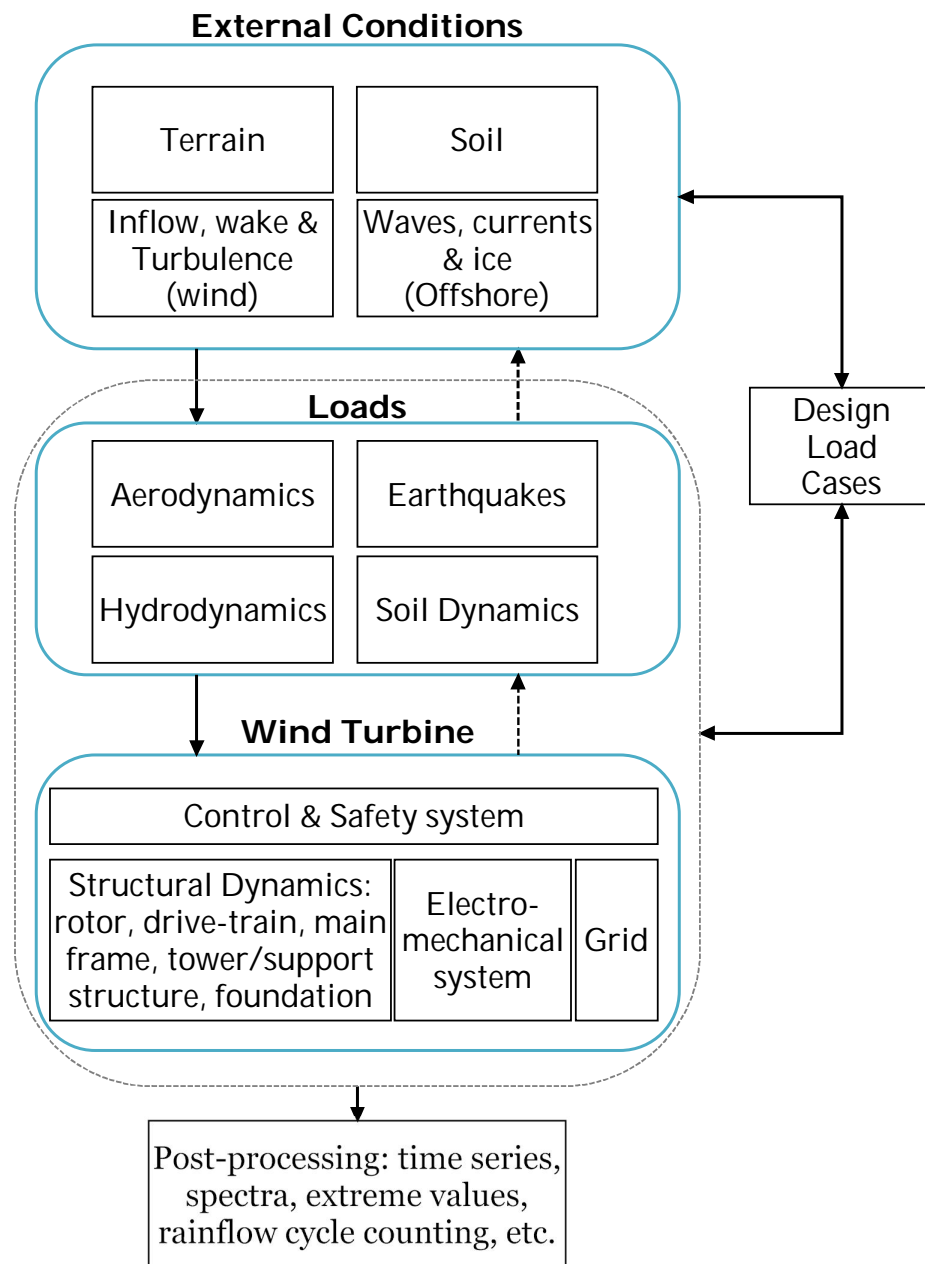 External Conditions
Terrain
Soil
Inflow, wake &
Turbulence
(wind)
Waves, currents
& ice
(Offshore)
Loads
Aerodynamics
Earthquakes
Hydrodynamics
Soil Dynamics
Design
Load
Cases
Wind Turbine
Control & Safety system
Structural Dynamics:
rotor, drive-train, main
frame, tower/support
structure, foundation
Electro-
mechanical
system
Grid
Post-processing: time series,
spectra, extreme values,
rainflow cycle counting, etc.